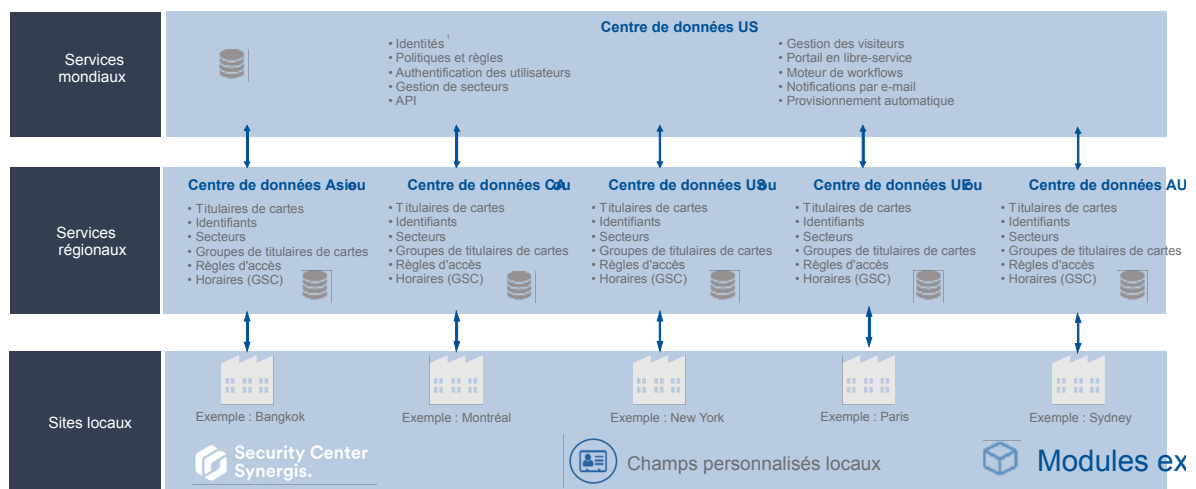 Services
mondiaux
Centre de données US
• Identités 1
• Politiques et règles
• Authentification des utilisateurs
• Gestion de secteurs
• API
• Gestion des visiteurs
• Portail en libre-service
• Moteur de workflows
• Notifications par e-mail
• Provisionnement automatique
Services
régionaux
Centre de données Asie ou
• Titulaires de cartes
• Identifiants
• Secteurs
• Groupes de titulaires de cartes
• Règles d'accès
• Horaires (GSC)
Centre de données CA ou
• Titulaires de cartes
• Identifiants
• Secteurs
• Groupes de titulaires de cartes
• Règles d'accès
• Horaires (GSC)
Centre de données US ou
• Titulaires de cartes
• Identifiants
• Secteurs
• Groupes de titulaires de cartes
• Règles d'accès
• Horaires (GSC)
Centre de données UE ou
• Titulaires de cartes
• Identifiants
• Secteurs
• Groupes de titulaires de cartes
• Règles d'accès
• Horaires (GSC)
Centre de données AU
• Titulaires de cartes
• Identifiants
• Secteurs
• Groupes de titulaires de cartes
• Règles d'accès
• Horaires (GSC)
Sites locaux
Exemple : Bangkok
Exemple : Montréal
Exemple : New York
Exemple : Paris
Exemple : Sydney
Security Center
Synergis.
Champs personnalisés locaux
Modules ex